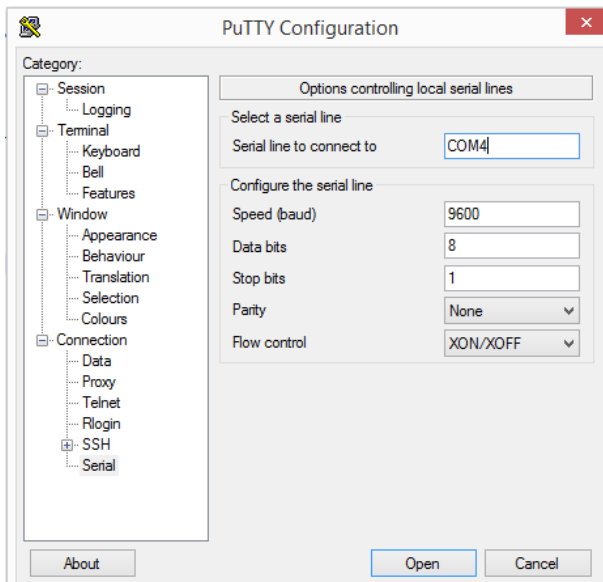 PuTTY Configuration
Category:
Session
Logging
Terminal
Keyboard
Bell
Features
Window
Appearance
Behaviour
Translation
Selection
Colours
Connection
Data
Proxy
Telnet
Rlogin
SSH
Serial
Options controlling local serial lines
Select a serial line
Serial line to connect to COM4
Configure the serial line
Speed (baud) 9600
Data bits 8
Stop bits 1
Parity None
Flow control XON/XOFF
About Open Cancel